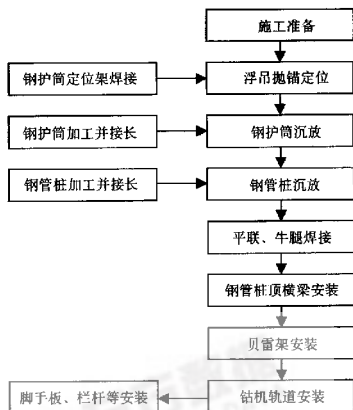 施工准备
钢护筒定位架焊接
浮吊抛锚定位
钢护筒加工并接长
钢护筒沉放
钢管桩加工并接长
钢管桩沉放
平联、牛腿焊接
钢管桩顶横梁安装
贝雷架安装
脚手板、栏杆等安装
钻机轨道安装